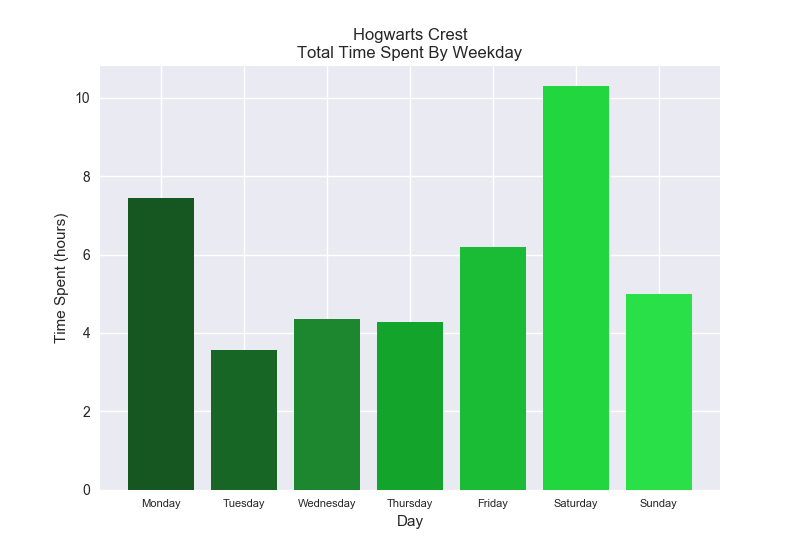 Hogwarts Crest
Total Time Spent By Weekday
10
8
6
4
2
0
Time Spent (hours)
Monday Tuesday Wednesday Thursday Friday Saturday Sunday
Day